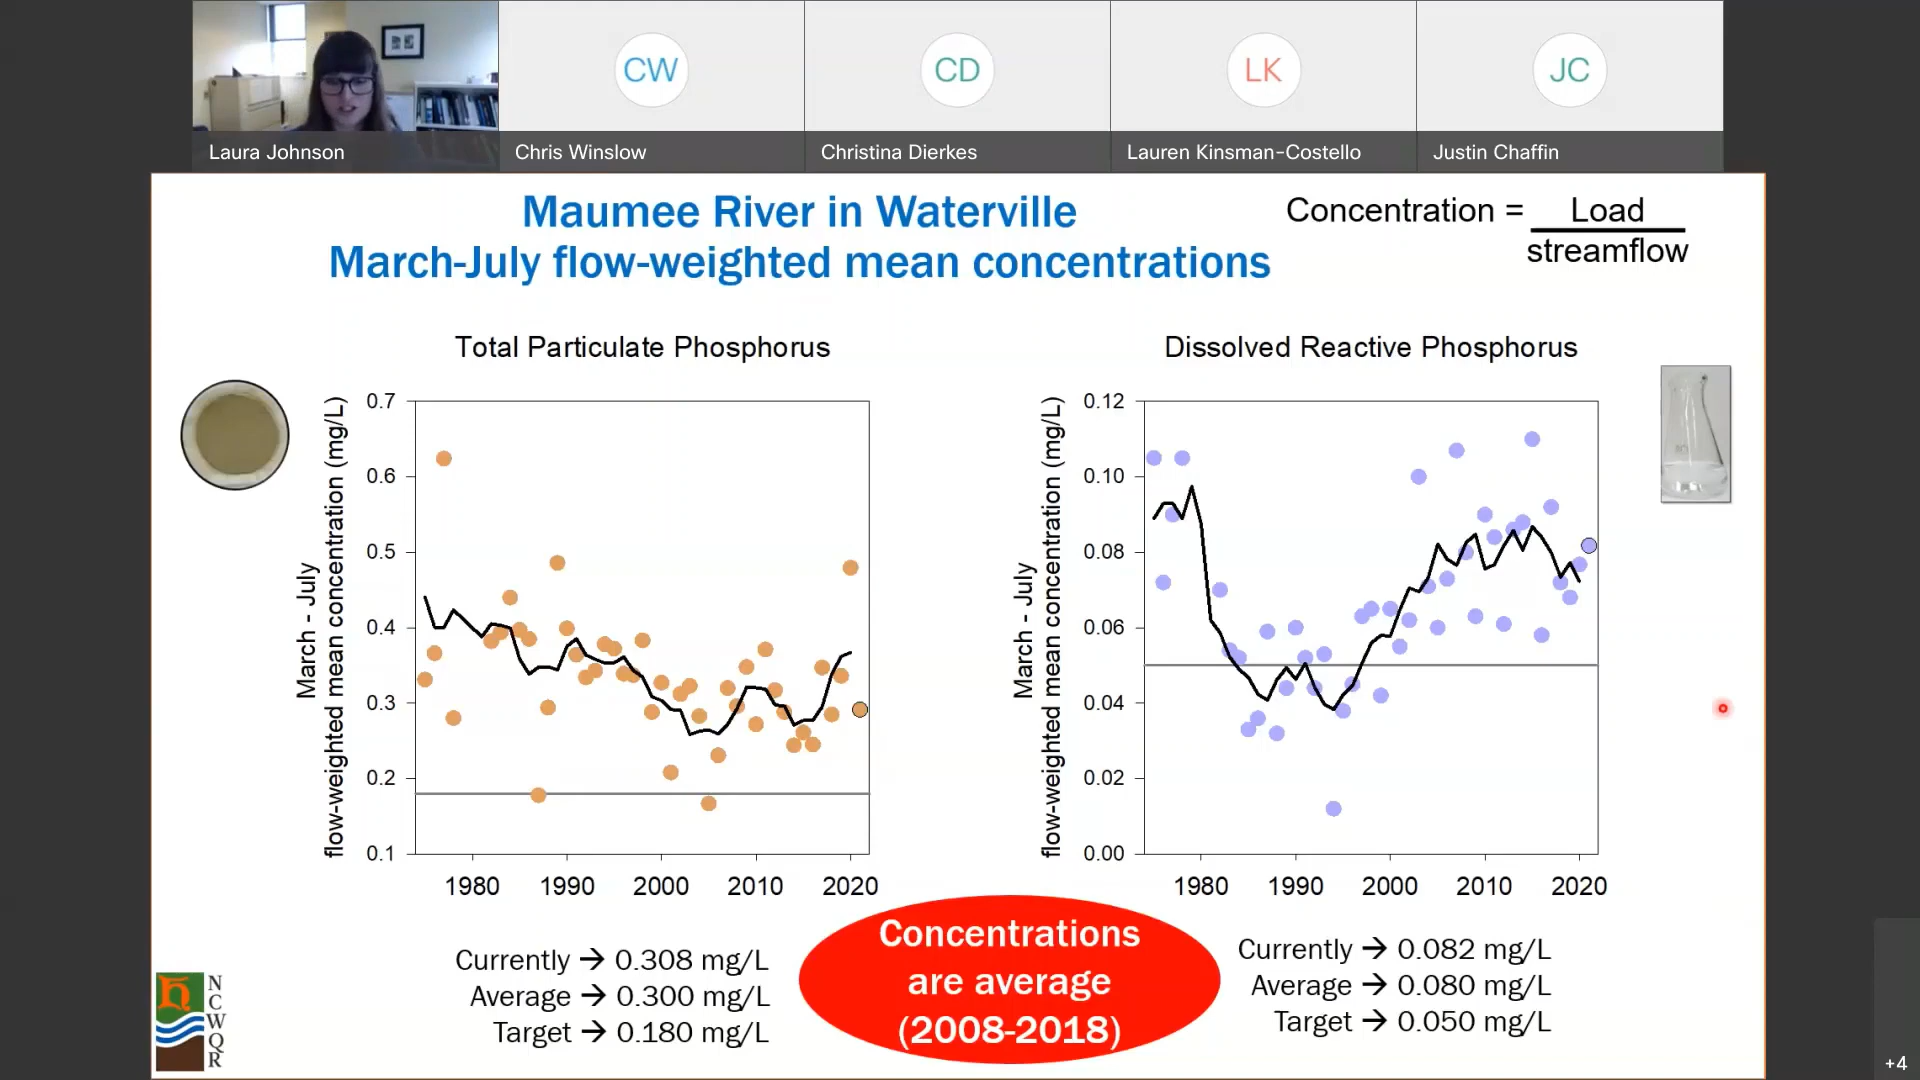 CW
CD
LK
JC
Laura Johnson
Chris Winslow
Christina Dierkes
Lauren Kinsman-Costello
Justin Chaffin
Maumee River in Waterville
March-July flow-weighted mean concentrations
Concentration = Load
streamflow
Total Particulate Phosphorus
March - July
flow-weighted mean concentration (mg/L)
0.7
0.6
0.5
0.4
0.3
0.2
0.1
1980 1990 2000 2010 2020
Dissolved Reactive Phosphorus
March - July
flow-weighted mean concentration (mg/L)
0.12
0.10
0.08
0.06
0.04
0.02
0.00
1980 1990 2000 2010 2020
Currently → 0.308 mg/L
Average → 0.300 mg/L
Target → 0.180 mg/L
Concentrations
are average
(2008-2018)
Currently → 0.082 mg/L
Average → 0.080 mg/L
Target → 0.050 mg/L
NCWQR
+4